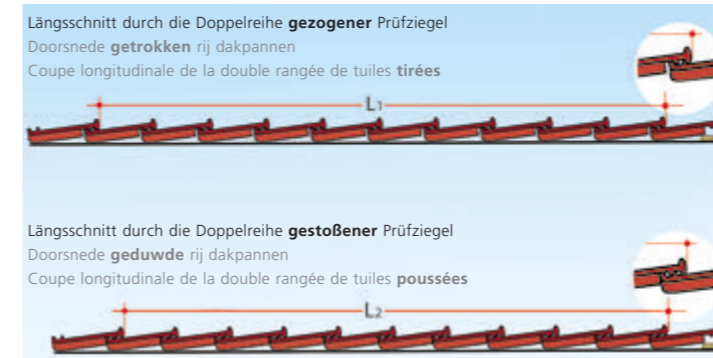 Längsschnitt durch die Doppelreihe gezogener Prüfziegel
Doorsnede getrokken rij dakpannen
Coupe longitudinale de la double rangée de tuiles tirées
L1
Längsschnitt durch die Doppelreihe gestoßener Prüfziegel
Doorsnede geduwde rij dakpannen
Coupe longitudinale de la double rangée de tuiles poussées
L2